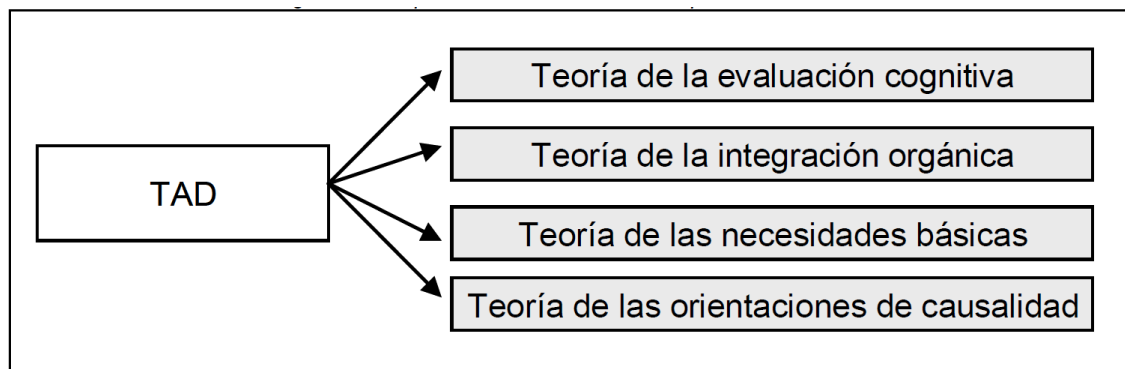 Teoría de la evaluación cognitiva
Teoría de la integración orgánica
TAD
Teoría de las necesidades básicas
Teoría de las orientaciones de causalidad